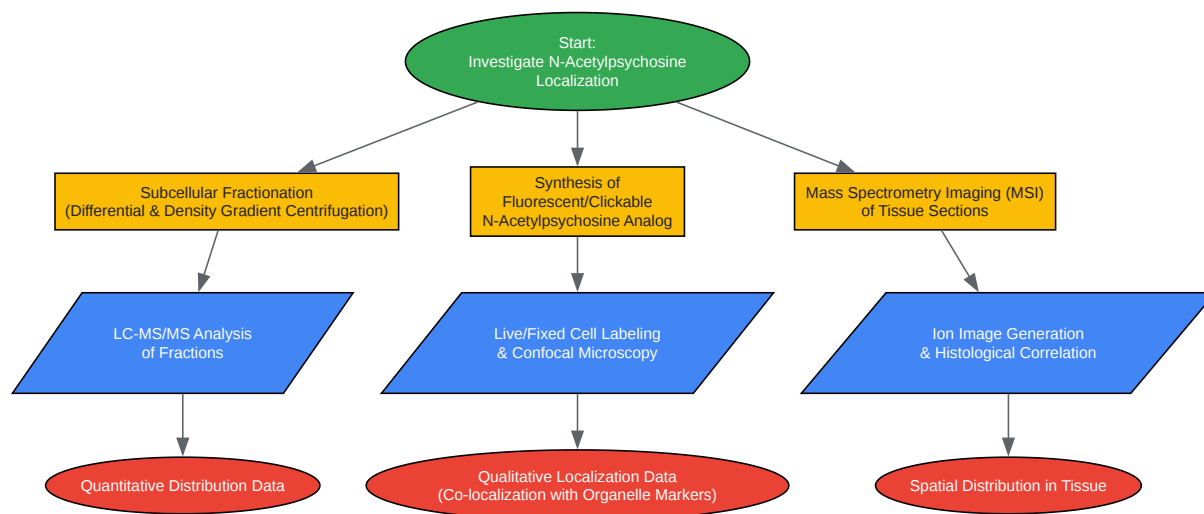 Start:
Investigate N-Acetylpsychosine
Localization
Subcellular Fractionation
(Differential & Density Gradient Centrifugation)
Synthesis of
Fluorescent/Clickable
N-Acetylpsychosine Analog
Mass Spectrometry Imaging (MSI)
of Tissue Sections
LC-MS/MS Analysis
of Fractions
Live/Fixed Cell Labeling
& Confocal Microscopy
Ion Image Generation
& Histological Correlation
Quantitative Distribution Data
Qualitative Localization Data
(Co-localization with Organelle Markers)
Spatial Distribution in Tissue